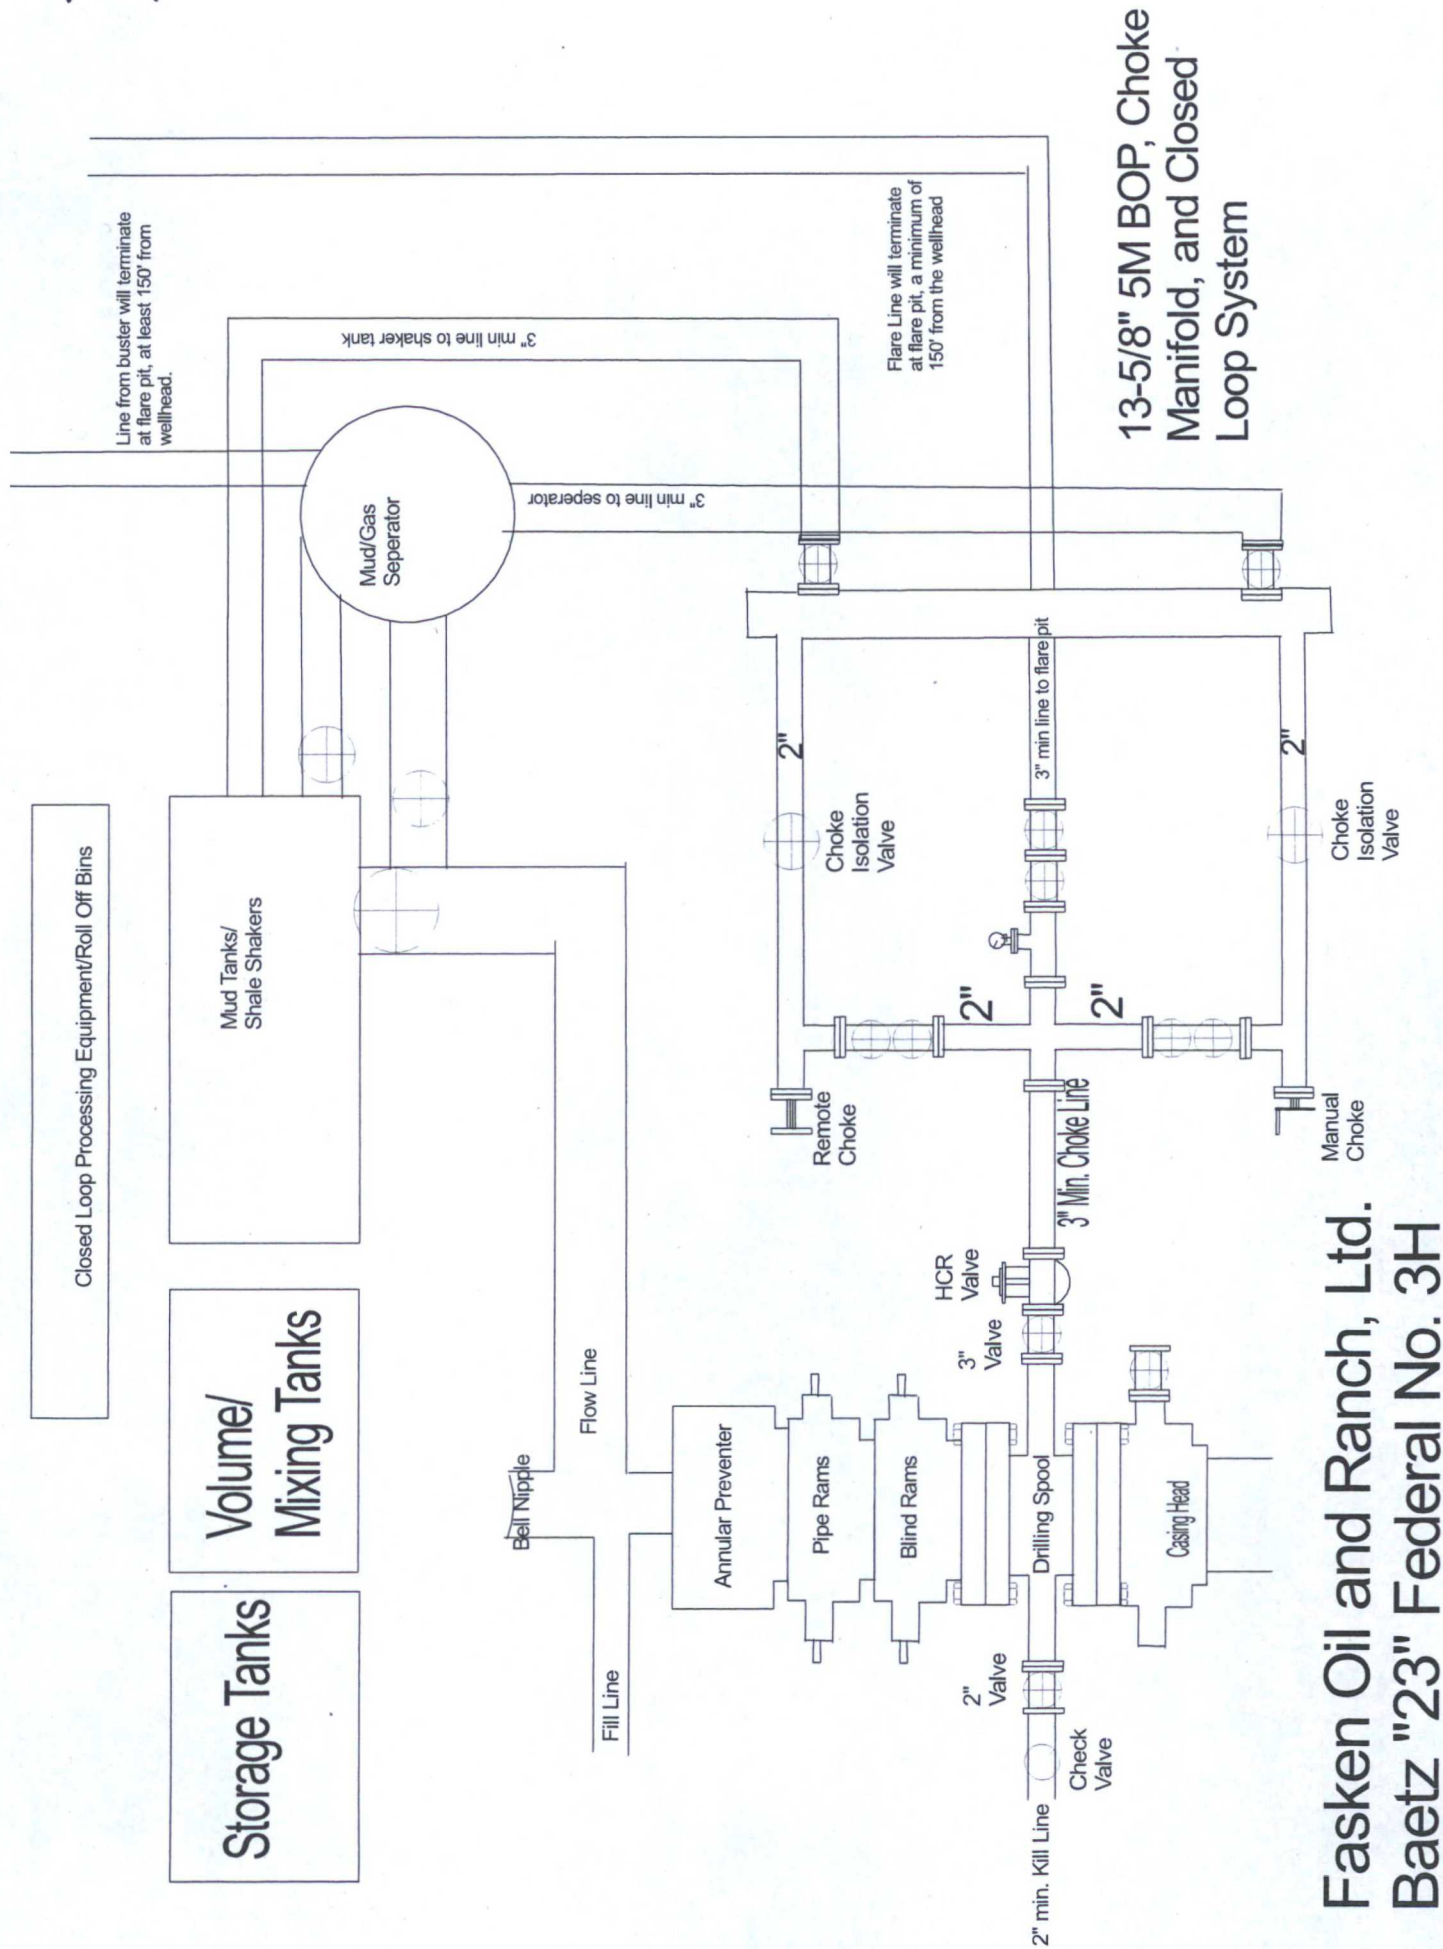 Closed Loop Processing Equipment/Roll Off Bins
Line from buster will terminate
at flare pit, at least 150' from
wellhead.
Storage Tanks
Volume/
Mixing Tanks
Mud Tanks/
Shale Shakers
3" min line to shaker tank
Mud/Gas
Seperator
3" min line to seperator
Bell Nipple
Flow Line
Fill Line
Annular Preventer
Pipe Rams
Blind Rams
Drilling Spool
Casing Head
2" min. Kill Line
Check
Valve
2"
Valve
3"
Valve
HCR
Valve
3" Min. Choke Line
Remote
Choke
2"
2"
Manual
Choke
Choke
Isolation
Valve
2"
3" min line to flare pit
Choke
Isolation
Valve
2"
Flare Line will terminate
at flare pit, a minimum of
150' from the wellhead
13-5/8" 5M BOP, Choke
Manifold, and Closed
Loop System
Fasken Oil and Ranch, Ltd.
Baetz "23" Federal No. 3H